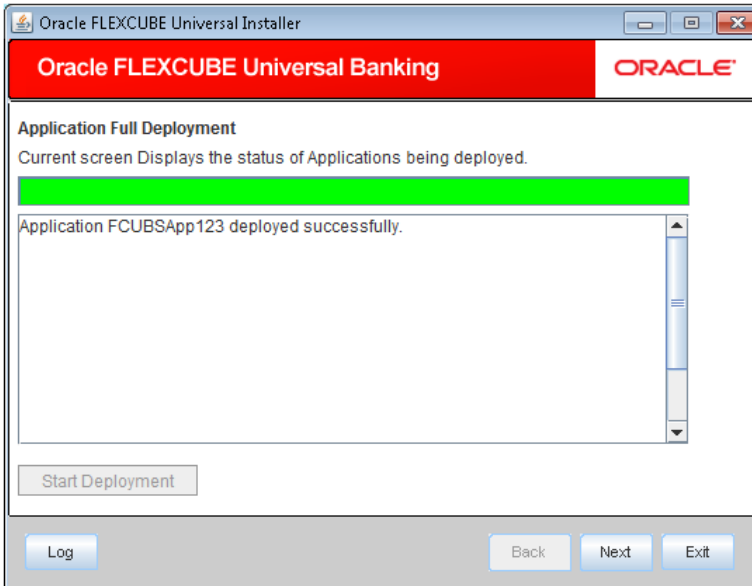 Oracle FLEXCUBE Universal Installer
Oracle FLEXCUBE Universal Banking
ORACLE
Application Full Deployment
Current screen Displays the status of Applications being deployed.
Application FCUBSApp123 deployed successfully.
Start Deployment
Log Back Next Exit